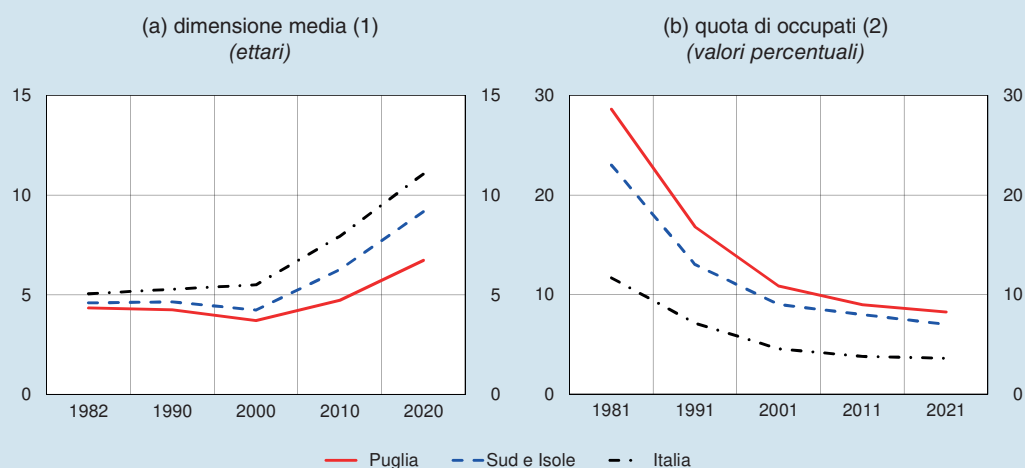 (a) dimensione media (1)
(ettari)
15 15
10 10
5 5
0 0
1982 1990 2000 2010 2020
(b) quota di occupati (2)
(valori percentuali)
30 30
20 20
10 10
0 0
1981 1991 2001 2011 2021
Puglia Sud e Isole Italia